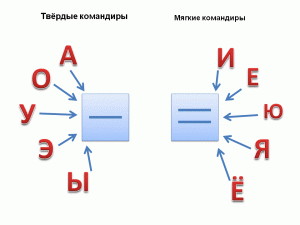 Твёрдые командиры
А
О
У
Э
Ы
Мягкие командиры
И
Е
Ю
Я
Ё